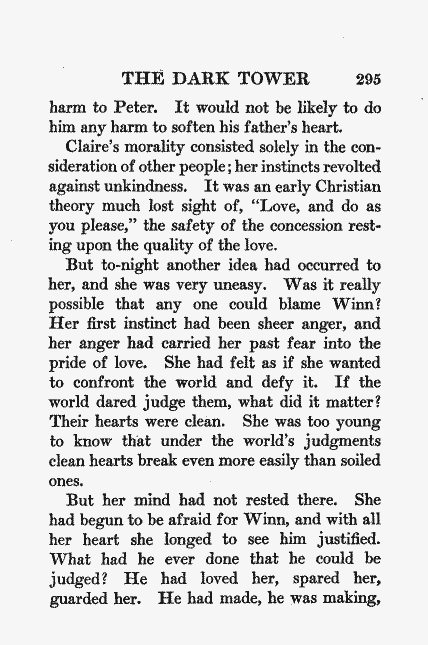 THE DARK TOWER 295
harm to Peter. It would not be likely to do
him any harm to soften his father's heart.
Claire's morality consisted solely in the con-
sideration of other people; her instincts revolted
against unkindness. It was an early Christian
theory much lost sight of, "Love, and do as
you please," the safety of the concession rest-
ing upon the quality of the love.
But to-night another idea had occurred to
her, and she was very uneasy. Was it really
possible that any one could blame Winn?
Her first instinct had been sheer anger, and
her anger had carried her past fear into the
pride of love. She had felt as if she wanted
to confront the world and defy it. If the
world dared judge them, what did it matter?
Their hearts were clean. She was too young
to know that under the world's judgments
clean hearts break even more easily than soiled
ones.
But her mind had not rested there. She
had begun to be afraid for Winn, and with all
her heart she longed to see him justified.
What had he ever done that he could be
judged? He had loved her, spared her,
guarded her. He had made, he was making,